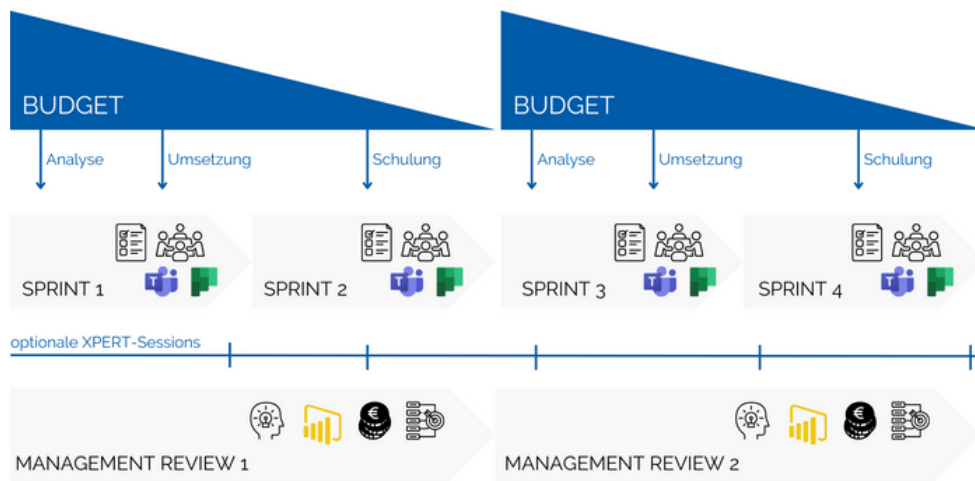 BUDGET
BUDGET
Analyse
Umsetzung
Schulung
Analyse
Umsetzung
Schulung
SPRINT 1
SPRINT 2
SPRINT 3
SPRINT 4
optionale XPERT-Sessions
MANAGEMENT REVIEW 1
MANAGEMENT REVIEW 2